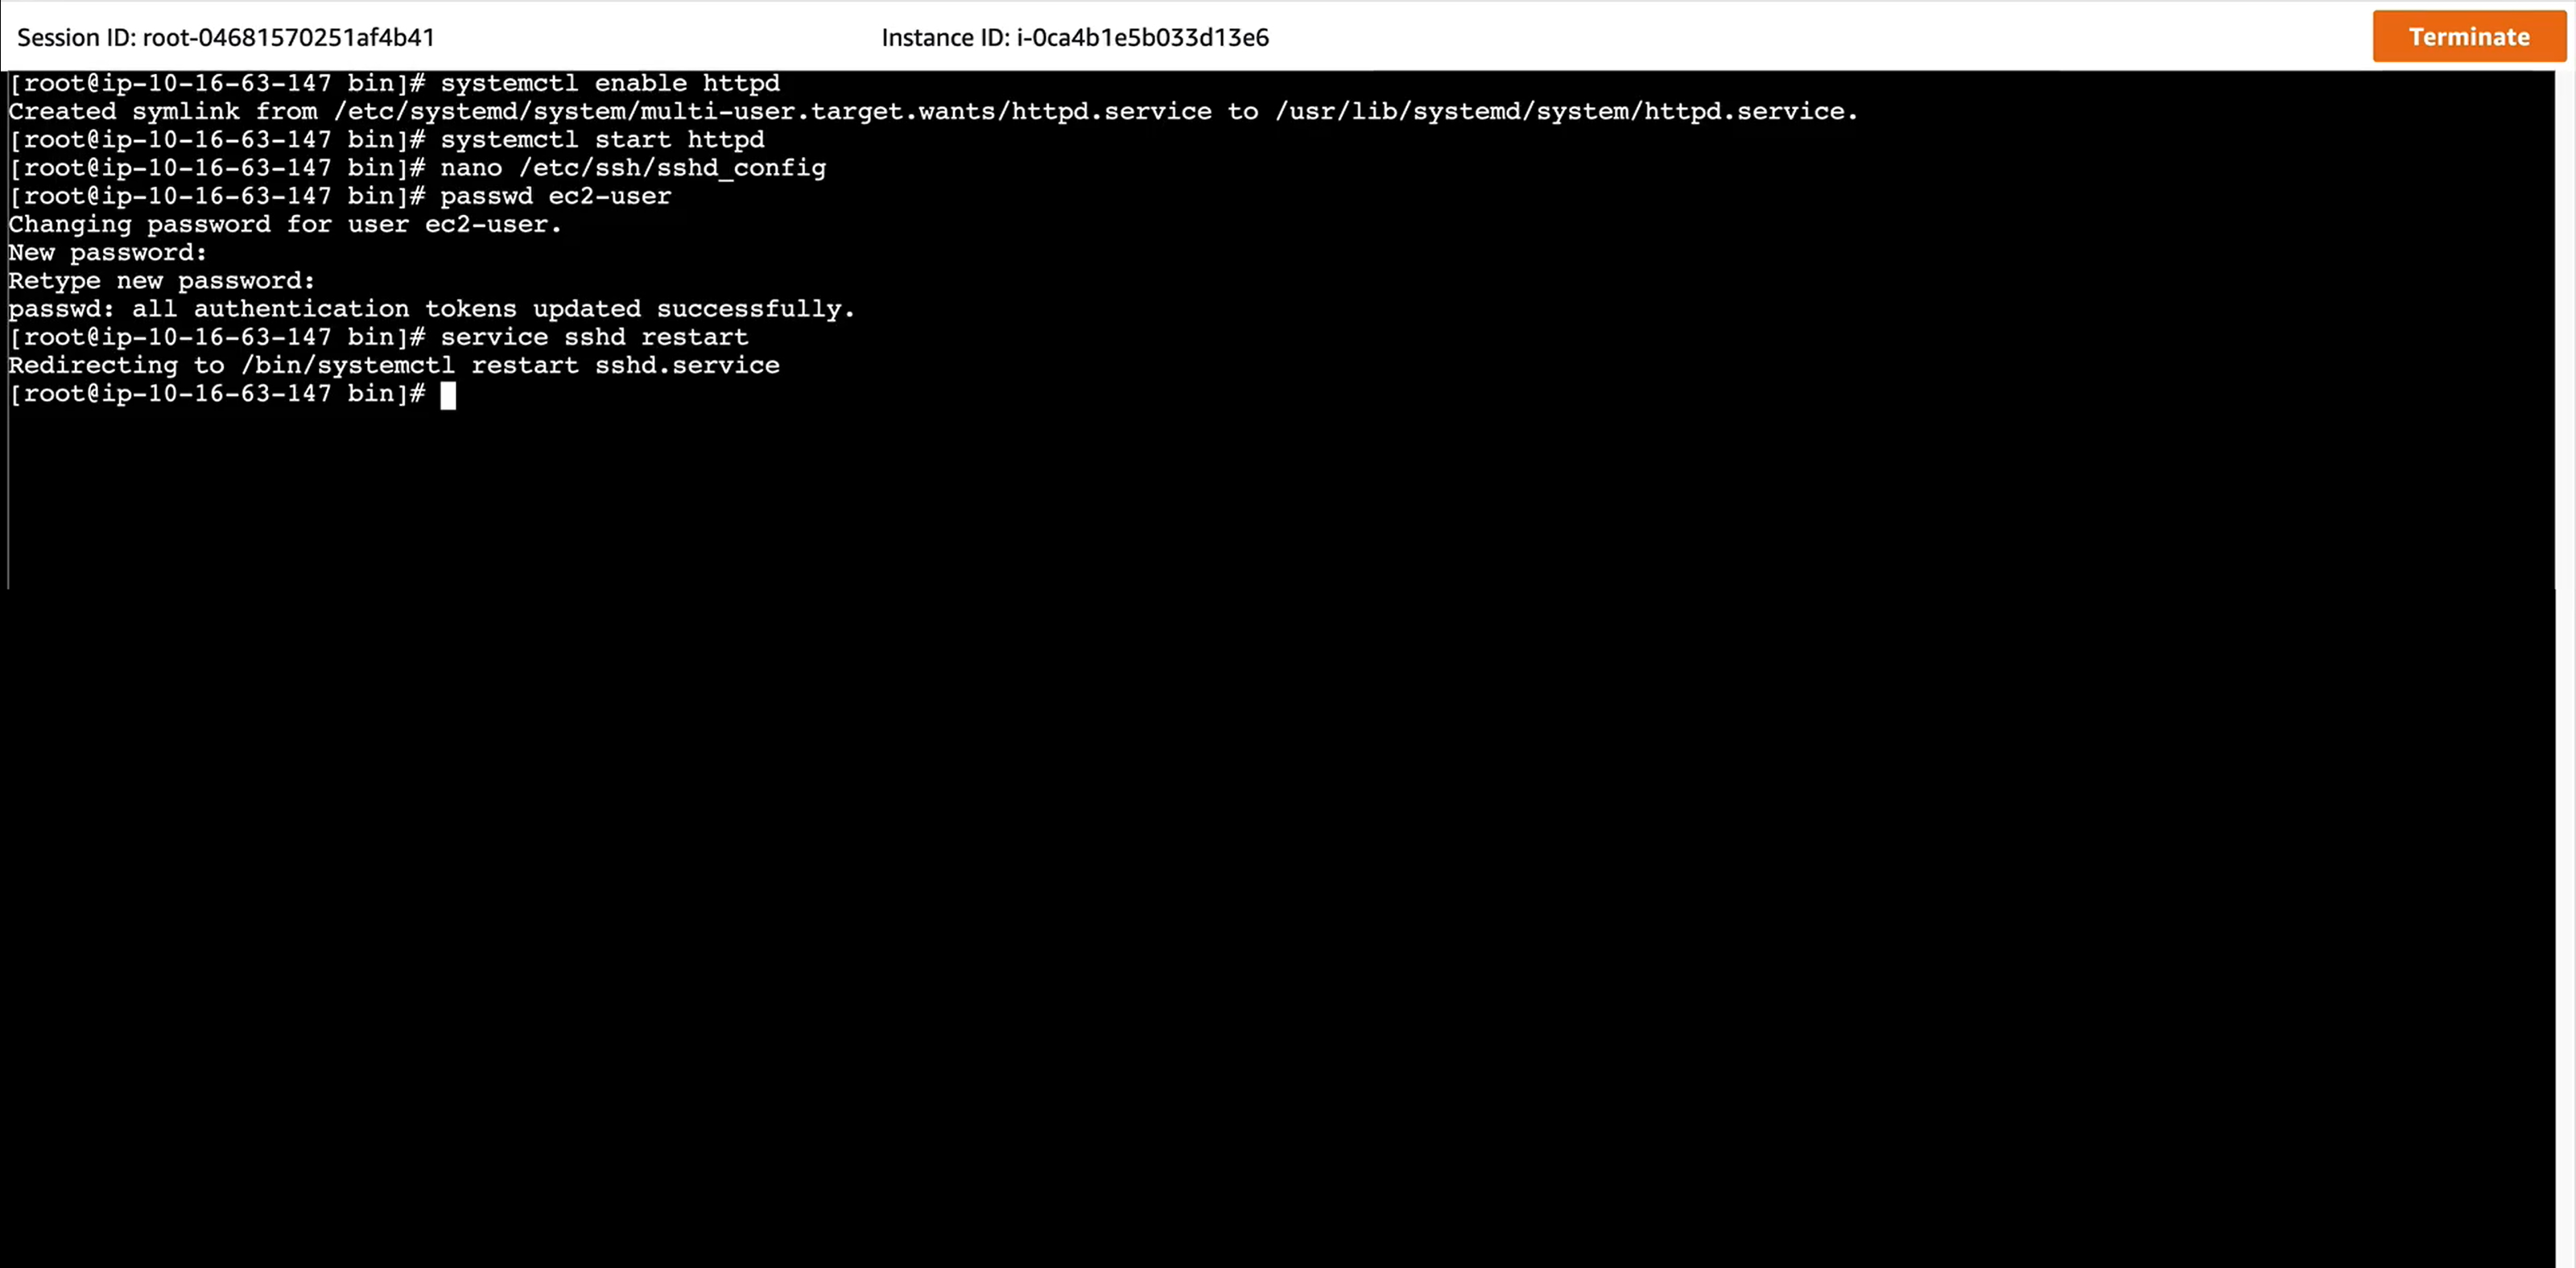 Session ID: root-04681570251af4b41 Instance ID: i-0ca4b1e5b033d13e6 Terminate
[root@ip-10-16-63-147 bin]# systemctl enable httpd
Created symlink from /etc/systemd/system/multi-user.target.wants/httpd.service to /usr/lib/systemd/system/httpd.service.
[root@ip-10-16-63-147 bin]# systemctl start httpd
[root@ip-10-16-63-147 bin]# nano /etc/ssh/sshd_config
[root@ip-10-16-63-147 bin]# passwd ec2-user
Changing password for user ec2-user.
New password:
Retype new password:
passwd: all authentication tokens updated successfully.
[root@ip-10-16-63-147 bin]# service sshd restart
Redirecting to /bin/systemctl restart sshd.service
[root@ip-10-16-63-147 bin]#